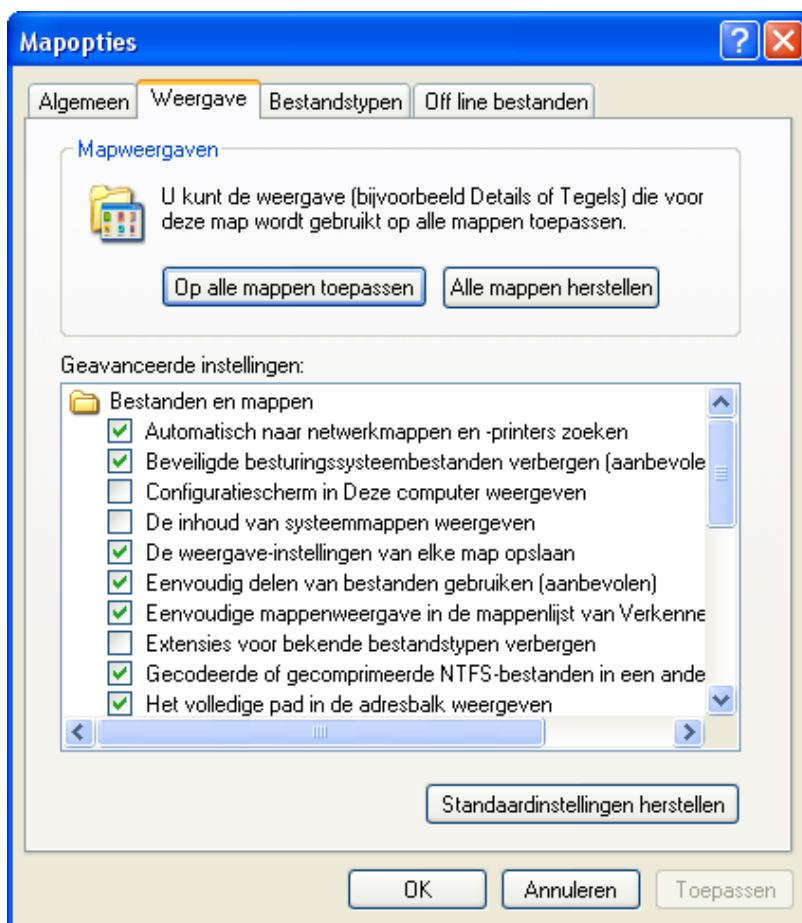 Mapopties
Algemeen Weergave Bestandstypen Off line bestanden
Mapweergaven
U kunt de weergave (bijvoorbeeld Details of Tegels) die voor
deze map wordt gebruikt op alle mappen toepassen.
Op alle mappen toepassen Alle mappen herstellen
Geavanceerde instellingen:
Bestanden en mappen
Automatisch naar netwerkmappen en -printers zoeken
Beveiligde besturingssysteembestanden verbergen (aanbevole
Configuratiescherm in Deze computer weergeven
De inhoud van systeemmappen weergeven
De weergave-instellingen van elke map opslaan
Eenvoudig delen van bestanden gebruiken (aanbevolen)
Eenvoudige mappenweergave in de mappenlijst van Verkenne
Extensies voor bekende bestandstypen verbergen
Gecodeerde of gecomprimeerde NTFS-bestanden in een ande
Het volledige pad in de adresbalk weergeven
Standaardinstellingen herstellen
OK Annuleren Toepassen